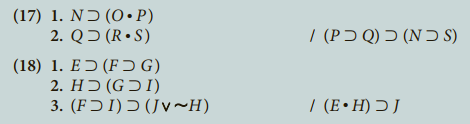 (17) 1. N ⊃ (O • P)
2. Q ⊃ (R • S) / (P ⊃ Q) ⊃ (N ⊃ S)
(18) 1. E ⊃ (F ⊃ G)
2. H ⊃ (G ⊃ I)
3. (F ⊃ I) ⊃ (J ∨ ~H) / (E • H) ⊃ J